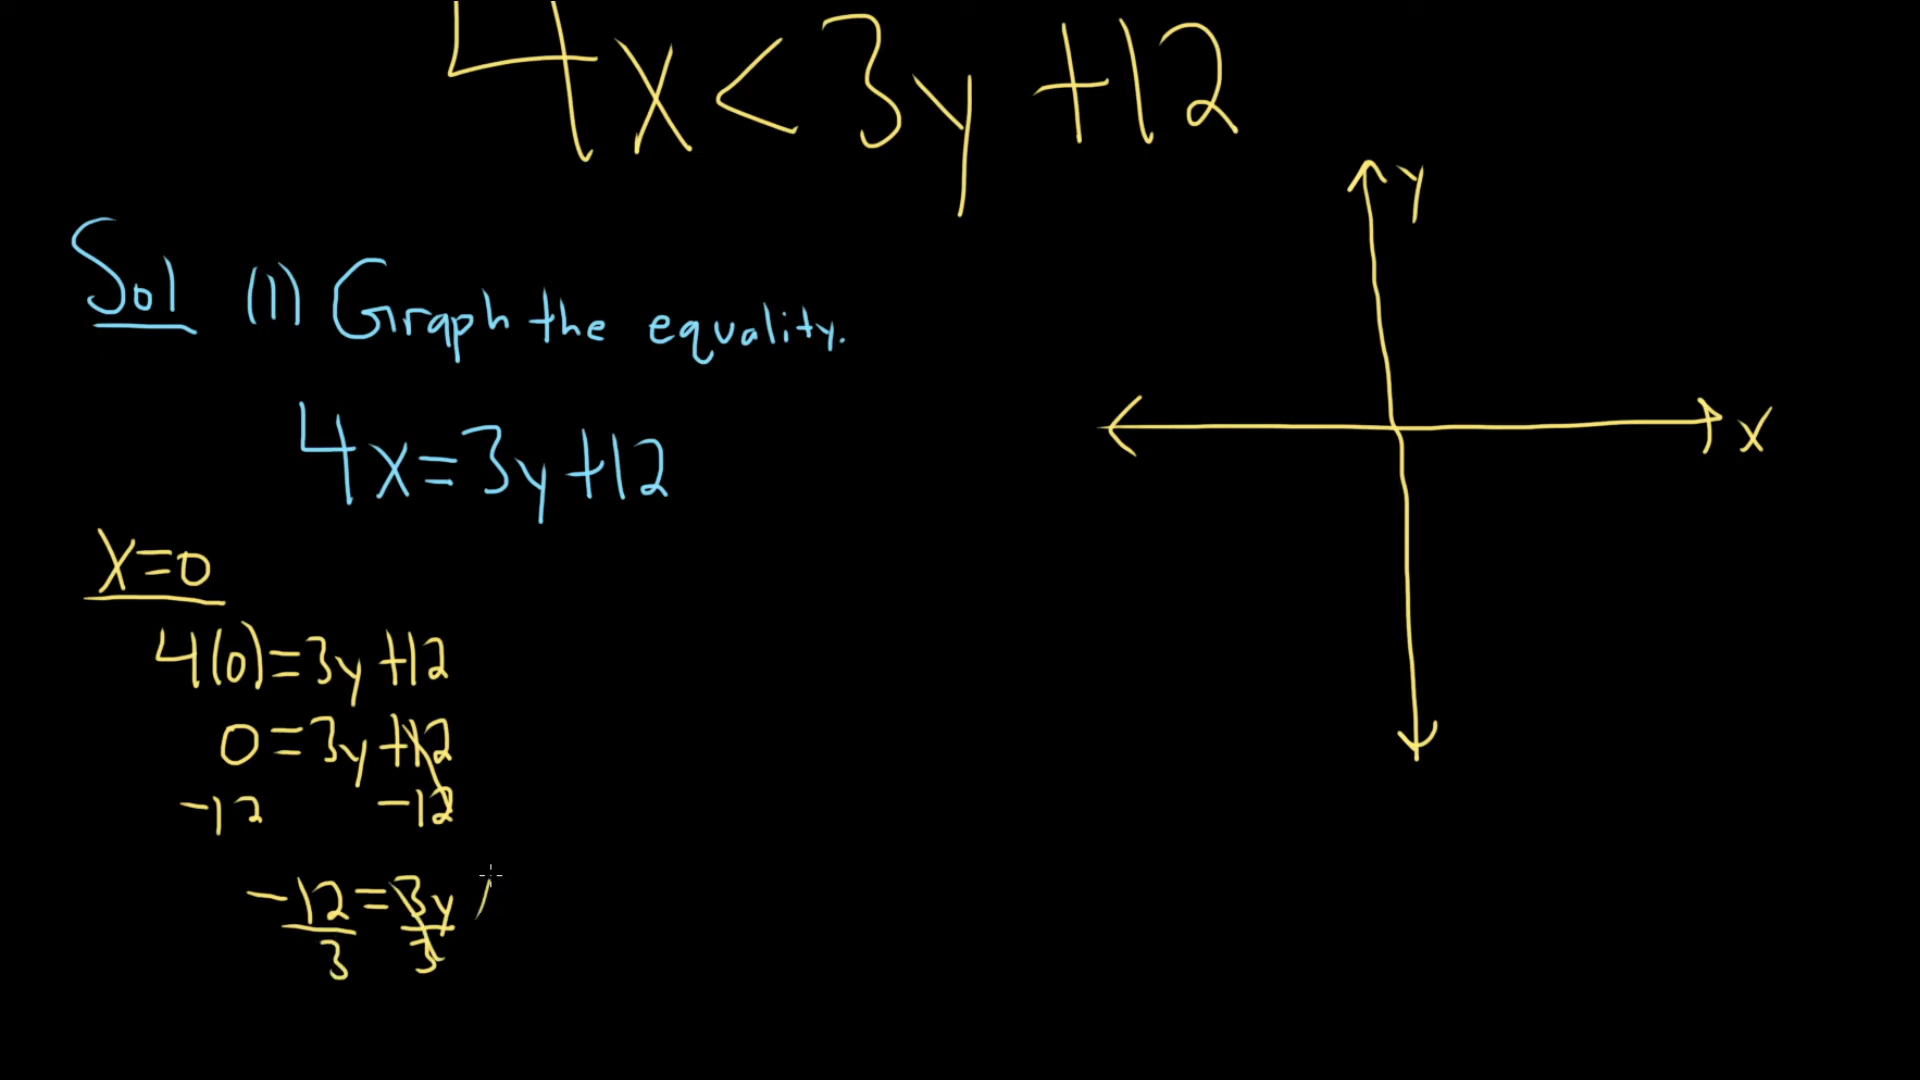 4x<3y+12
Sol (1) Graph the equality.
4x=3y+12
x=0
4(0)=3y+12
0=3y+12
-12 -12
-12=3y
3 3
y
x